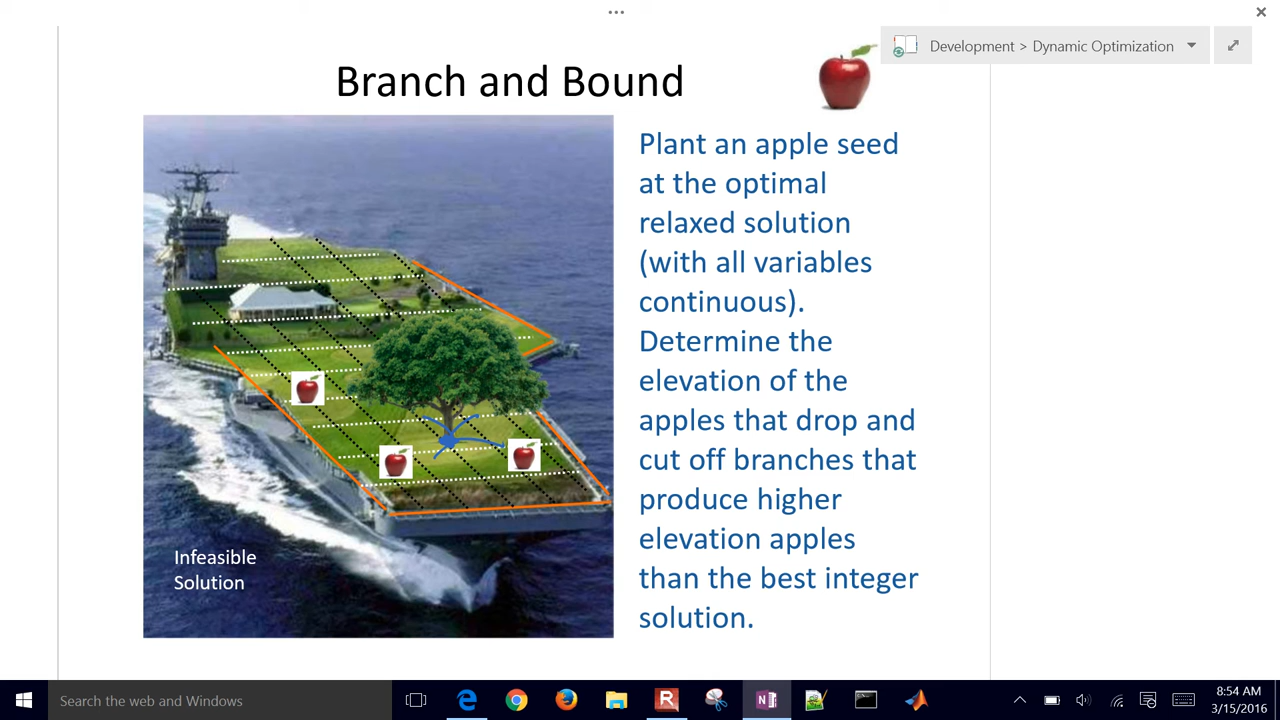 Development > Dynamic Optimization
Branch and Bound
Plant an apple seed
at the optimal
relaxed solution
(with all variables
continuous).
Determine the
elevation of the
apples that drop and
cut off branches that
produce higher
elevation apples
than the best integer
solution.
Infeasible
Solution
Search the web and Windows
8:54 AM
3/15/2016